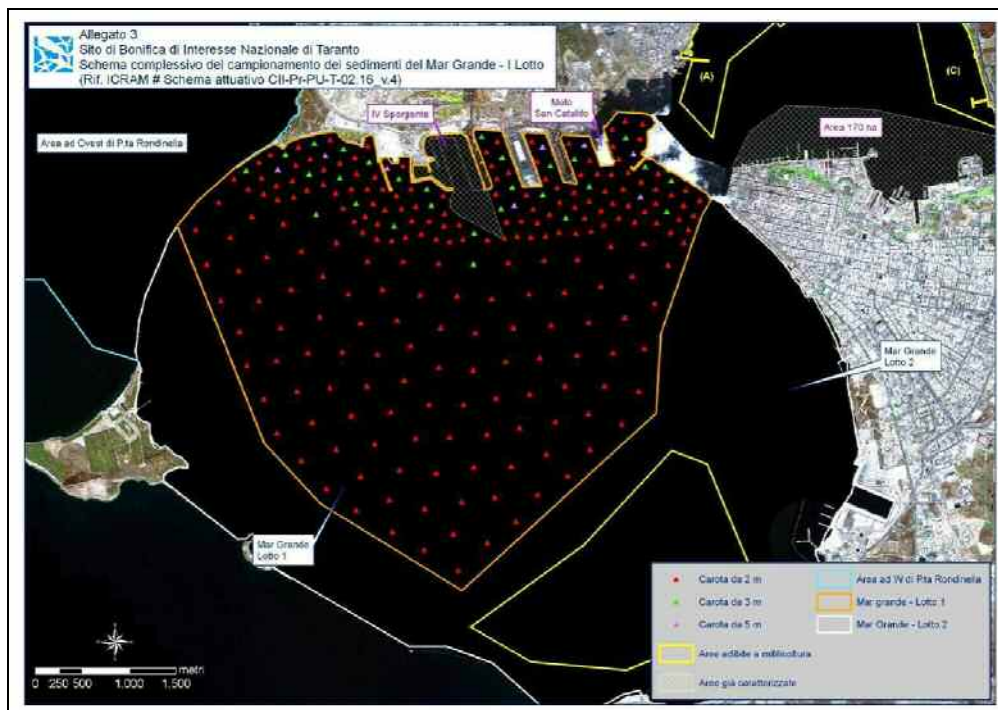 Allegato 3
Sito di Bonifica di Interesse Nazionale di Taranto
Schema complessivo del campionamento dei sedimenti del Mar Grande - I Lotto
(Rif. ICRAM # Schema attuativo CII-Pr-PU-T-02.16_v.4)
(A)
(C)
IV Sporgente
Molo
San Cataldo
Area 170 ha
Area ad Ovest di P.ta Rondinella
Mar Grande
Lotto 2
Mar Grande
Lotto 1
Carota da 2 m
Carota da 3 m
Carota da 5 m
Aree adibite a mitilicoltura
Aree già caratterizzate
Area ad W di P.ta Rondinella
Mar grande - Lotto 1
Mar Grande - Lotto 2
metri
0 250 500 1.000 1.500